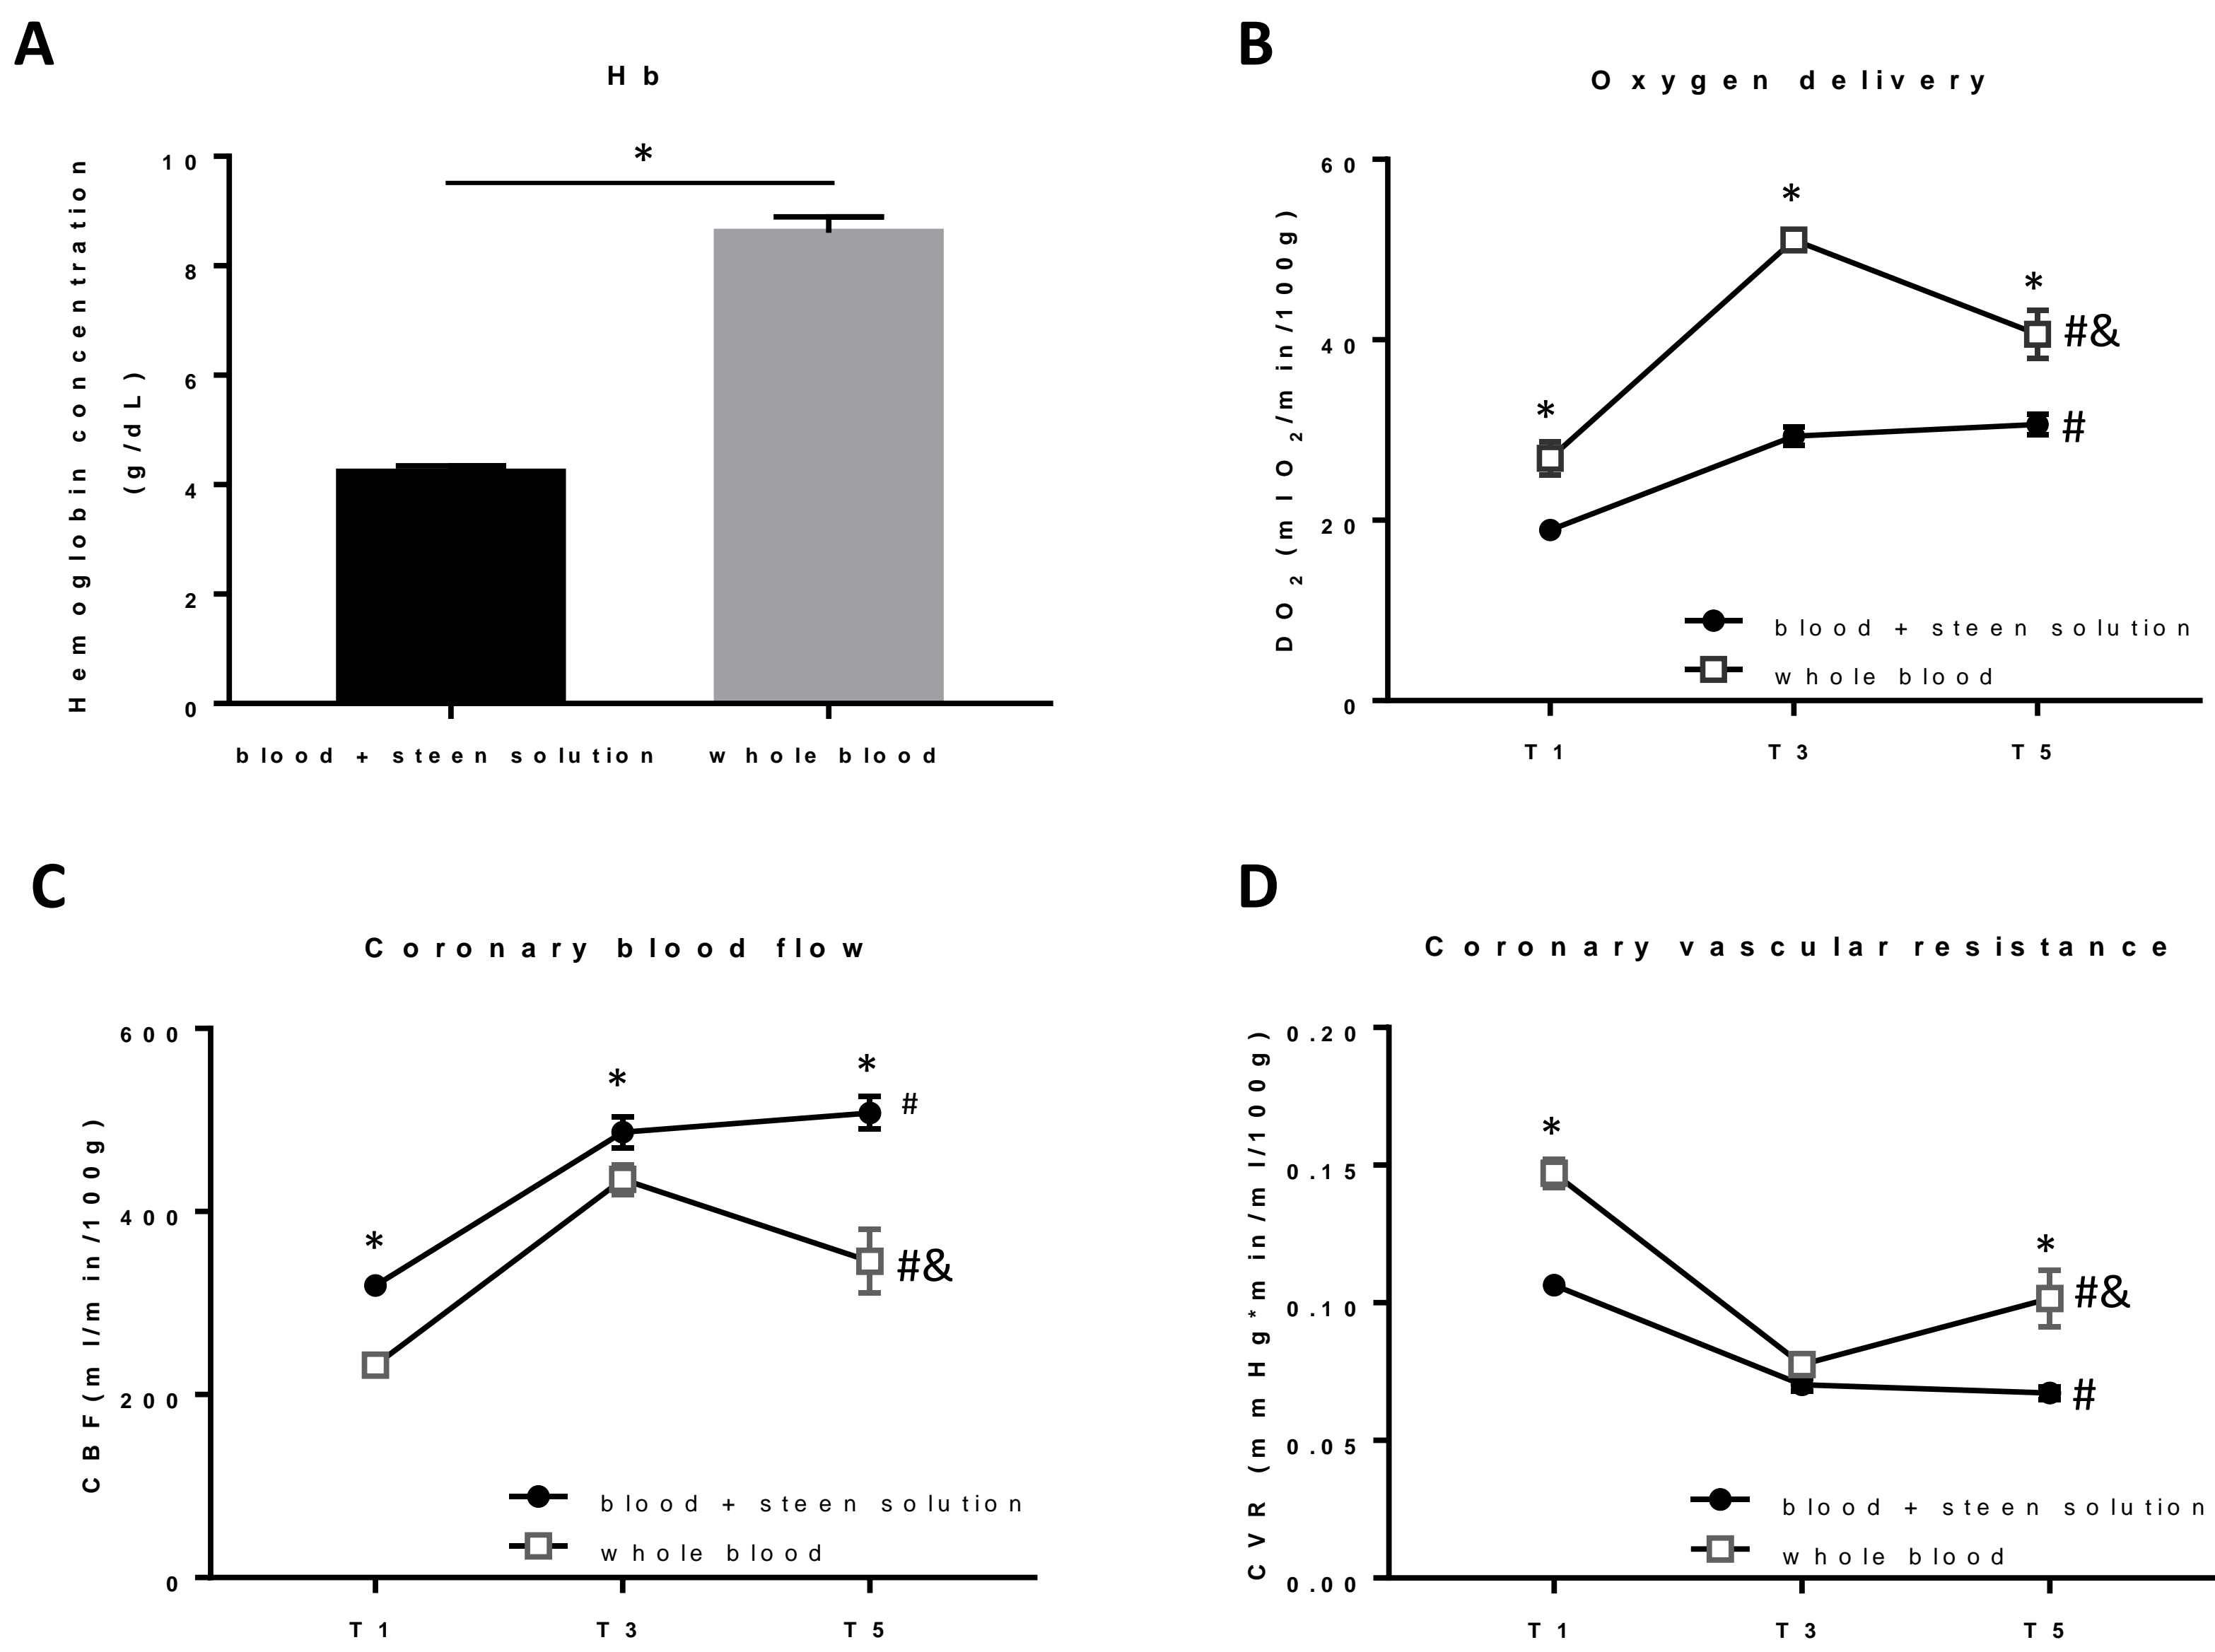 A
Hb
Hemoglobin concentration
(g/dL)
10
8
6
4
2
0
*
blood + steen solution
whole blood
B
Oxygen delivery
DO2 (mlO2/min/100g)
60
40
20
0
*
*
*
#&
#
blood + steen solution
whole blood
T1
T3
T5
C
Coronary blood flow
CBF(ml/min/100g)
600
400
200
0
*
*
*
#
#&
blood + steen solution
whole blood
T1
T3
T5
D
Coronary vascular resistance
CVR (mmHg*min/ml/100g)
0.20
0.15
0.10
0.05
0.00
*
*
#&
#
blood + steen solution
whole blood
T1
T3
T5